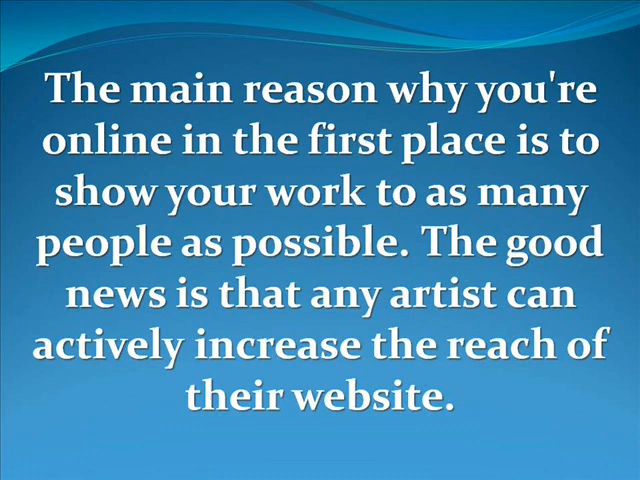 The main reason why you're
online in the first place is to
show your work to as many
people as possible. The good
news is that any artist can
actively increase the reach of
their website.